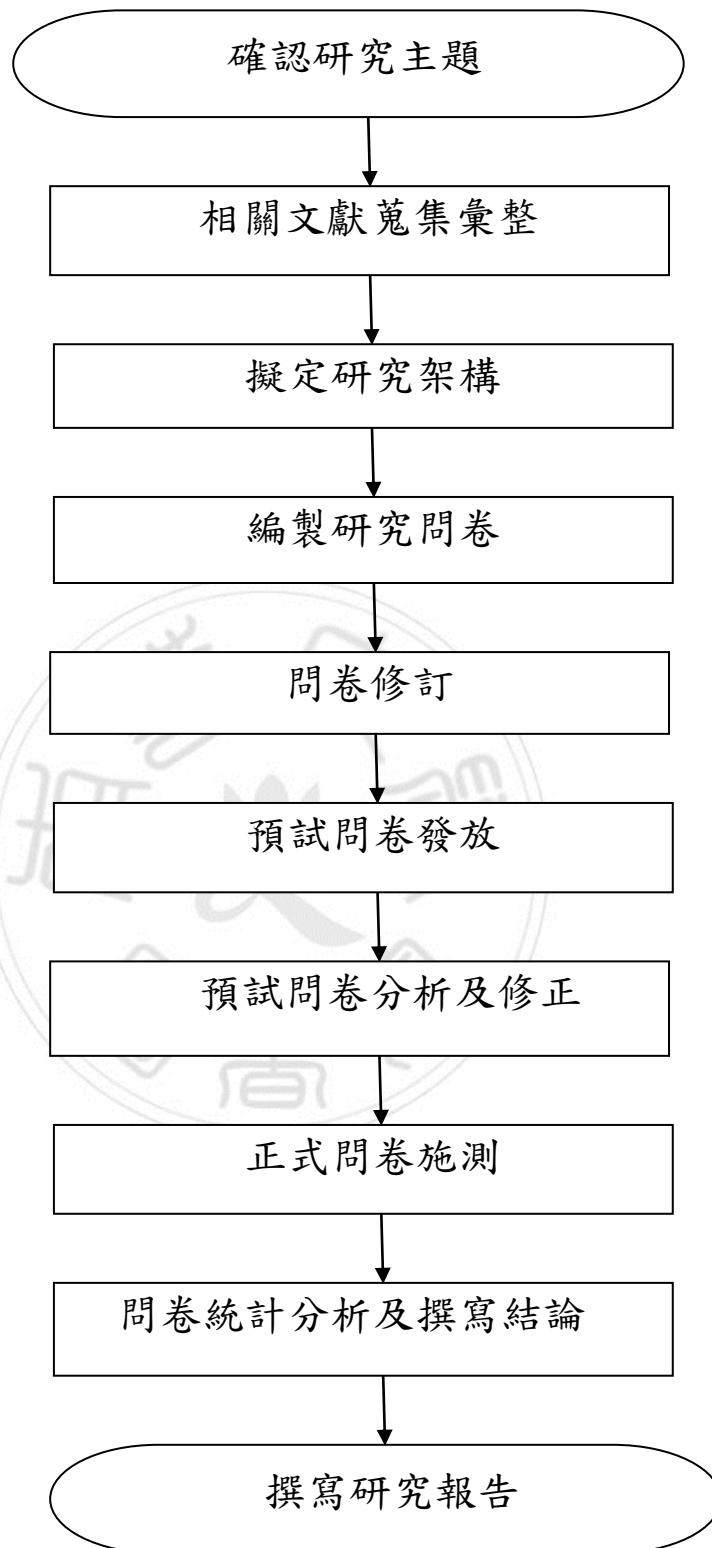 確認研究主題
相關文獻蒐集彙整
擬定研究架構
編製研究問卷
問卷修訂
預試問卷發放
預試問卷分析及修正
正式問卷施測
問卷統計分析及撰寫結論
撰寫研究報告